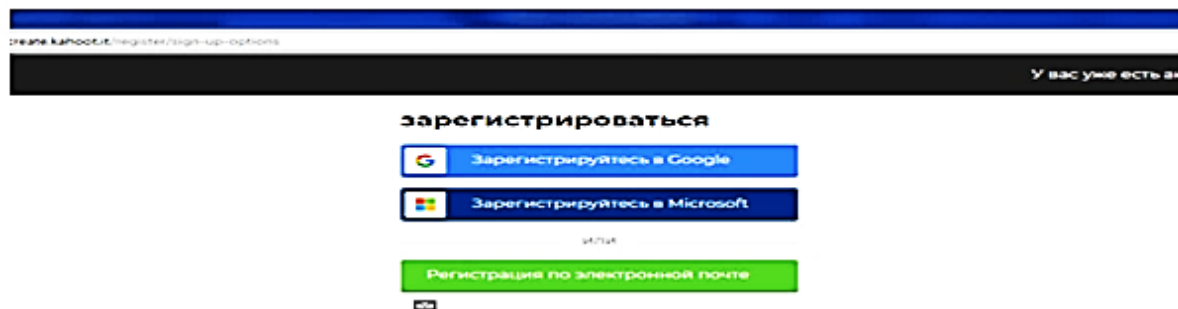 create.kahoot.it/register/sign-up-options
У вас уже есть
зарегистрироваться
Зарегистрируйтесь в Google
Зарегистрируйтесь в Microsoft
или
Регистрация по электронной почте